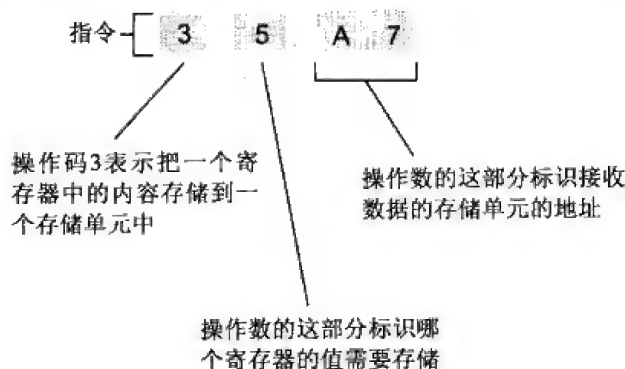 指令 3 5 A 7
操作码3表示把一个寄
存器中的内容存储到一
个存储单元中
操作数的这部分标识接收
数据的存储单元的地址
操作数的这部分标识哪
个寄存器的值需要存储